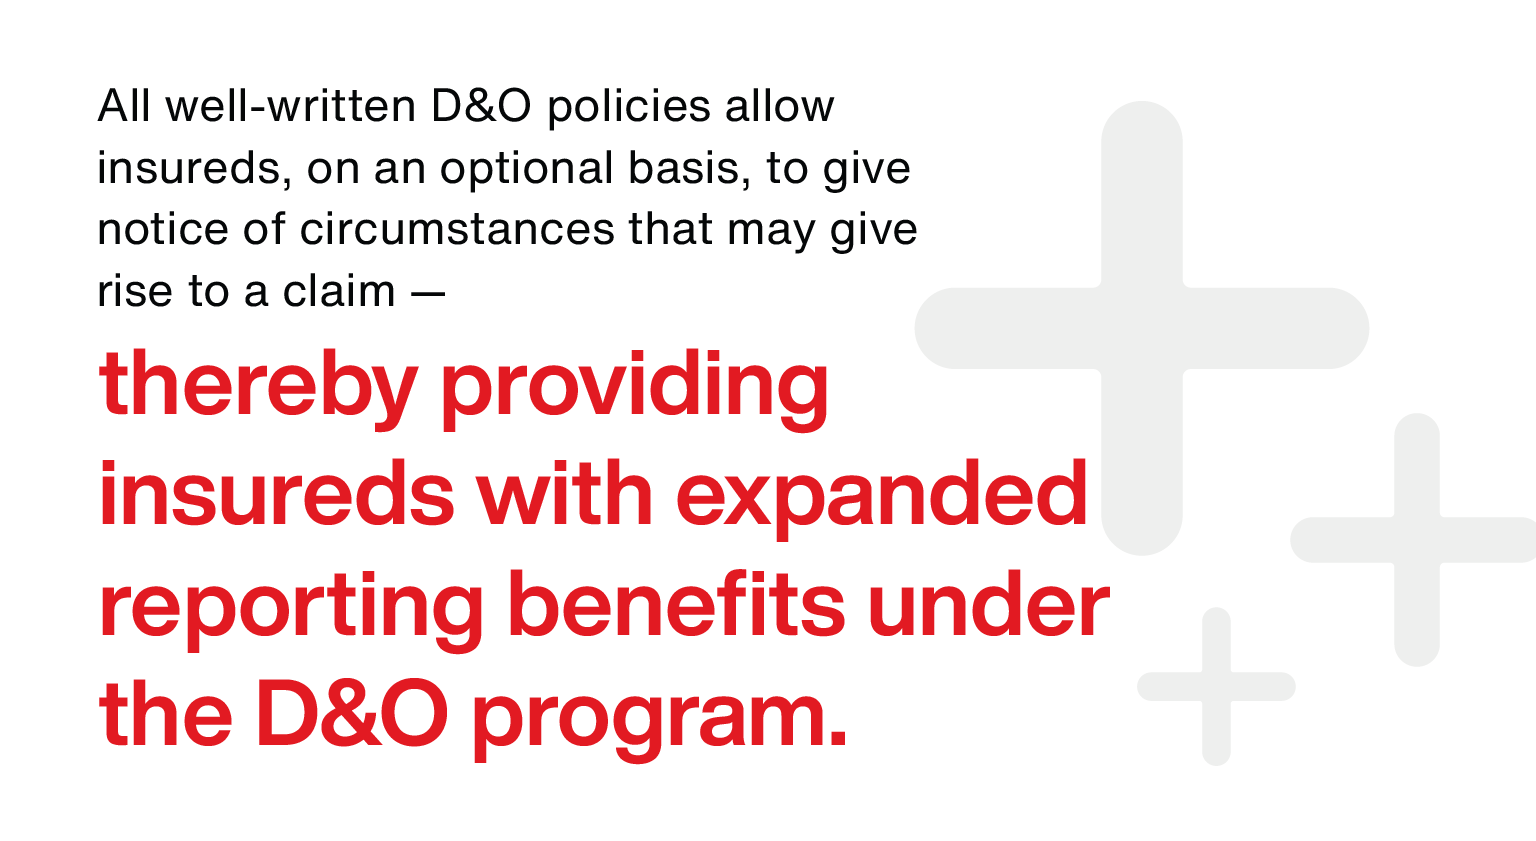 All well-written D&O policies allow
insureds, on an optional basis, to give
notice of circumstances that may give
rise to a claim —
thereby providing
insureds with expanded
reporting benefits under
the D&O program.